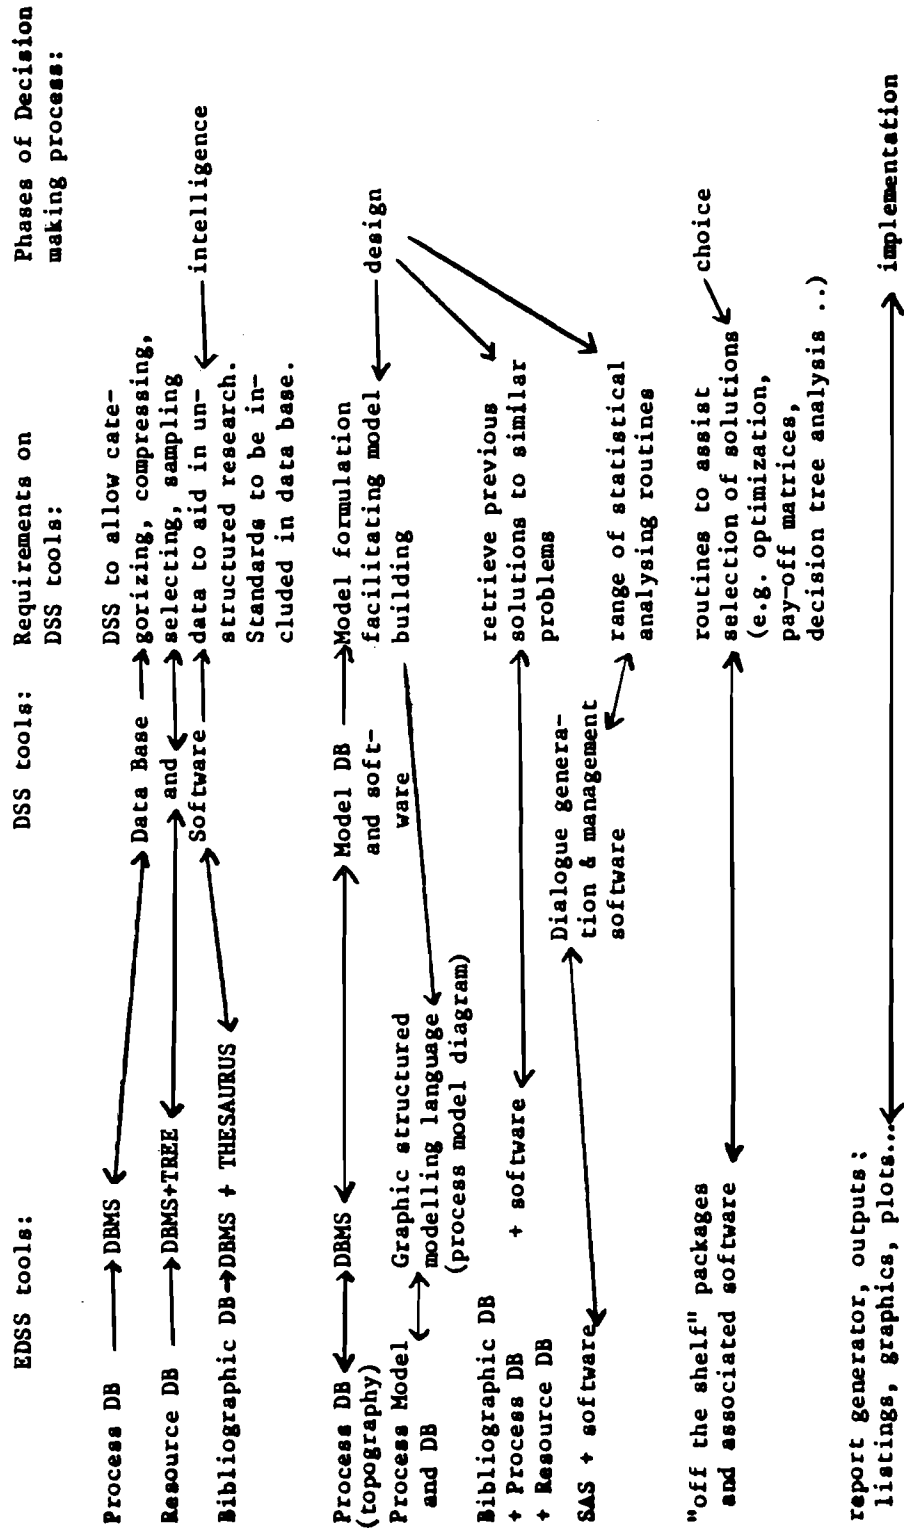 EDSS tools:
DSS tools:
Requirements on
DSS tools:
Phases of Decision
making process:
Process DB
DBMS
Resource DB
DBMS+TREE
Bibliographic DB→DBMS + THESAURUS
Data Base
and
Software
DSS to allow cate-
gorizing, compressing,
selecting, sampling
data to aid in un-
structured research.
Standards to be in-
cluded in data base.
intelligence
Process DB
(topography)
DBMS
Process Model
and DB
Graphic structured
modelling language
(process model diagram)
Model DB
and soft-
ware
Model formulation
facilitating model
building
design
Bibliographic DB
+ Process DB
+ Resource DB
+ software
retrieve previous
solutions to similar
problems
SAS + software
Dialogue genera-
tion & management
software
range of statistical
analysing routines
"off the shelf" packages
and associated software
routines to assist
selection of solutions
(e.g. optimization,
pay-off matrices,
decision tree analysis ..)
choice
report generator, outputs:
listings, graphics, plots...
implementation